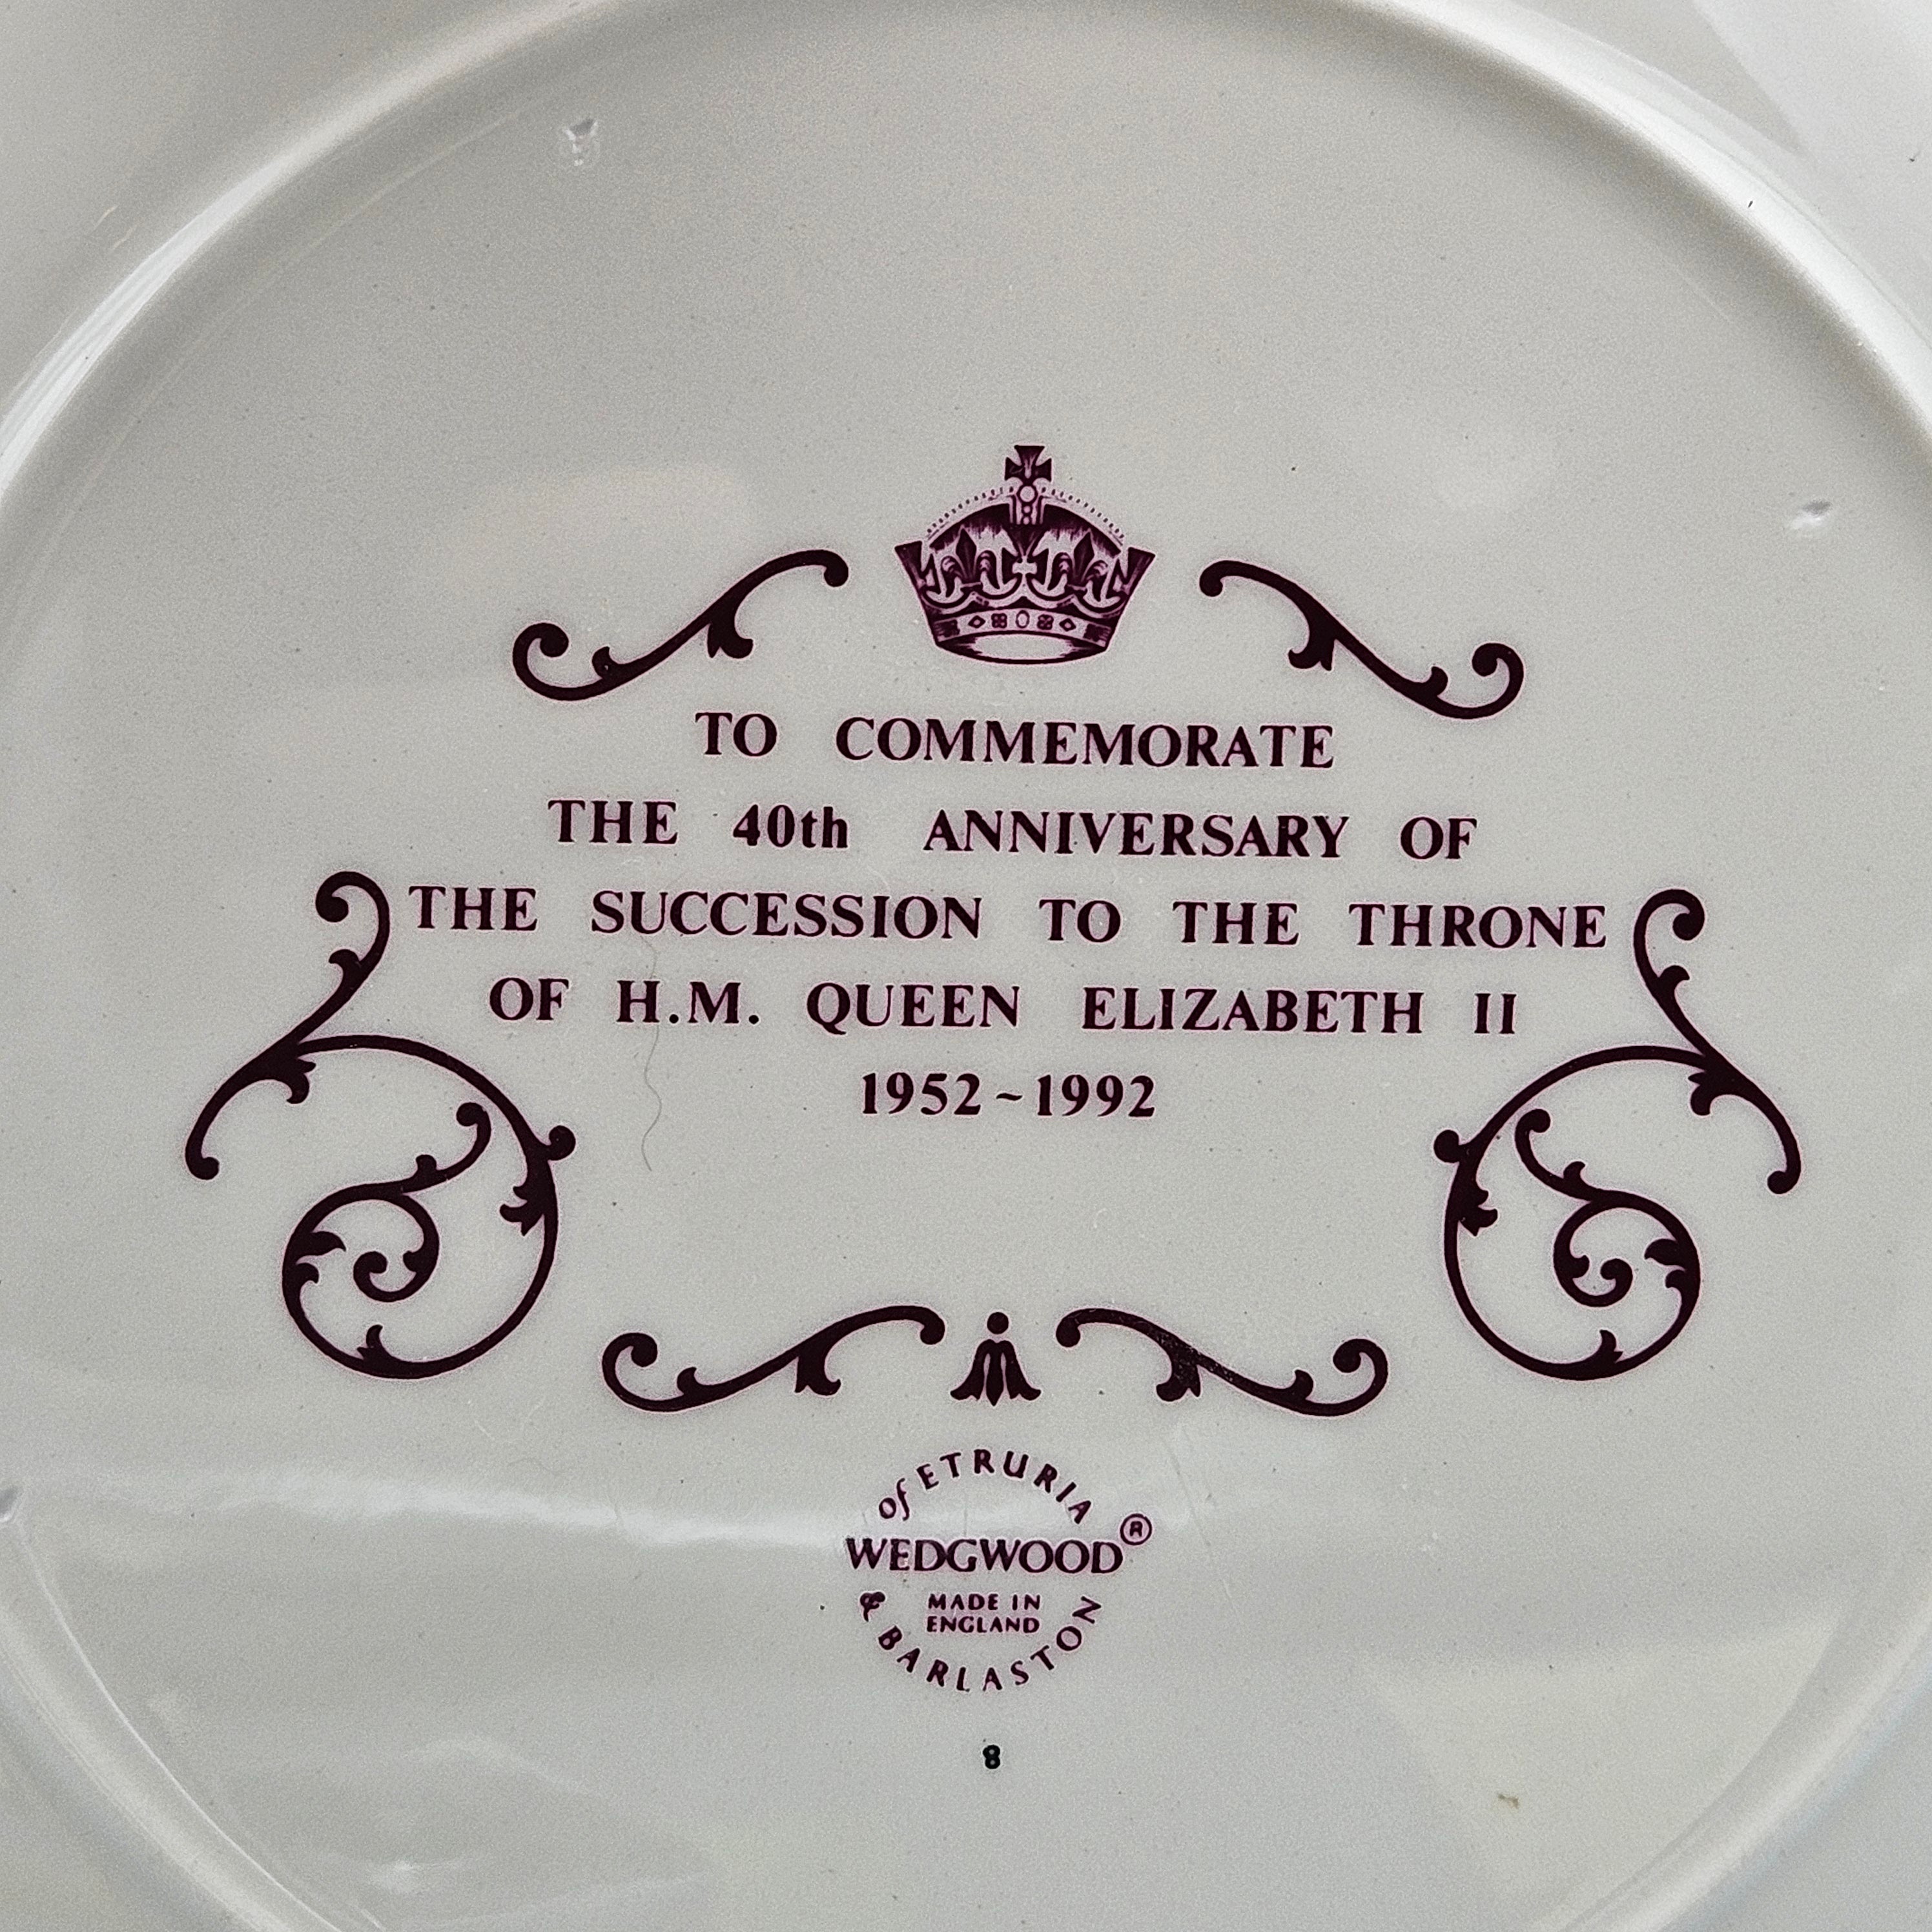 TO COMMEMORATE
THE 40th ANNIVERSARY OF
THE SUCCESSION TO THE THRONE
OF H.M. QUEEN ELIZABETH II
1952~1992
of ETRURIA
WEDGWOOD®
MADE IN
ENGLAND
& BARLASTON
8